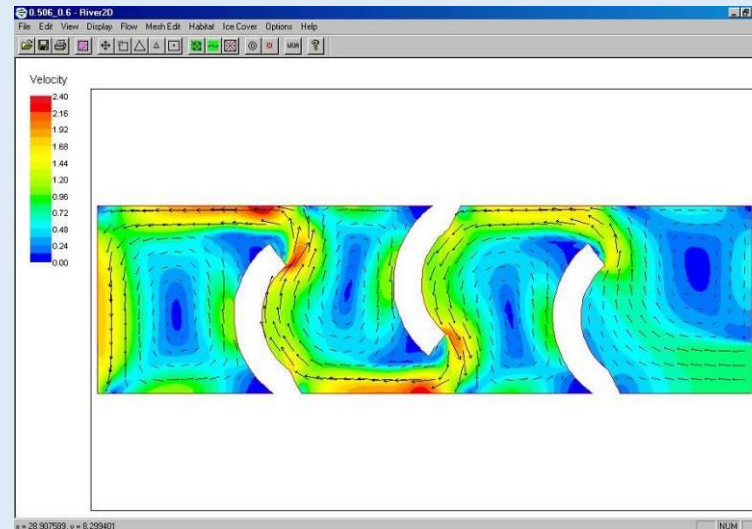 0.506_0.6 - River2D
File Edit View Display Flow Mesh Edit Habitat Ice Cover Options Help
Velocity
2.40
2.16
1.92
1.68
1.44
1.20
0.96
0.72
0.48
0.24
0.00
x = 28.907589, y = 8.299401
NUM